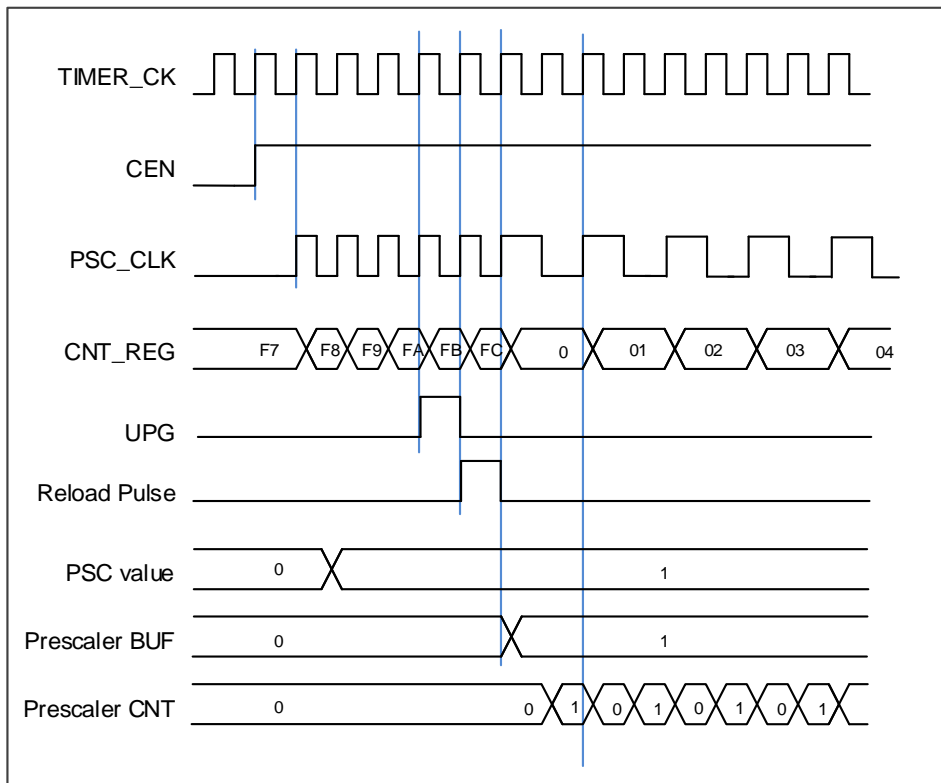 TIMER_CK
CEN
PSC_CLK
CNT_REG F7 F8 F9 FA FB FC 0 01 02 03 04
UPG
Reload Pulse
PSC value 0 1
Prescaler BUF 0 1
Prescaler CNT 0 0 1 0 1 0 1 0 1